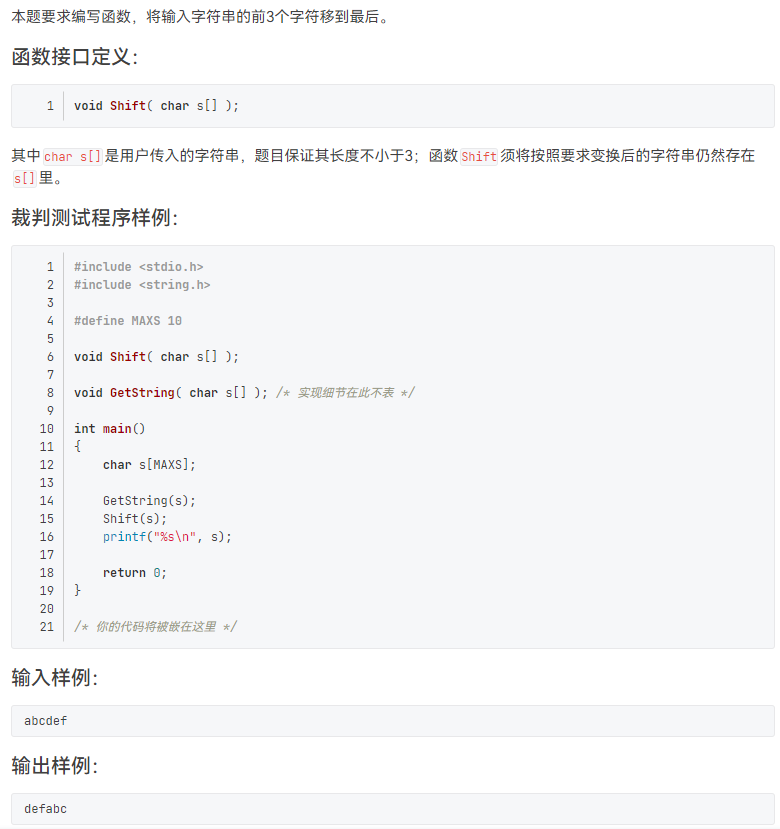 本题要求编写函数，将输入字符串的前3个字符移到最后。
函数接口定义：
1 void Shift( char s[] );
其中char s[]是用户传入的字符串，题目保证其长度不小于3；函数Shift须将按照要求变换后的字符串仍然存在
s[]里。
裁判测试程序样例：
1 #include <stdio.h>
2 #include <string.h>
3
4 #define MAXS 10
5
6 void Shift( char s[] );
7
8 void GetString( char s[] ); /* 实现细节在此不表 */
9
10 int main()
11 {
12     char s[MAXS];
13
14     GetString(s);
15     Shift(s);
16     printf("%s\n", s);
17
18     return 0;
19 }
20
21 /* 你的代码将被嵌在这里 */
输入样例：
abcdef
输出样例：
defabc